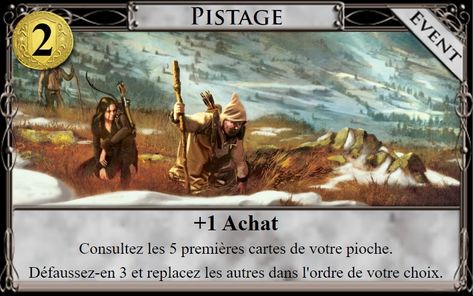 PISTAGE
2
EVENT
+1 Achat
Consultez les 5 premières cartes de votre pioche.
Défaussez-en 3 et replacez les autres dans l'ordre de votre choix.